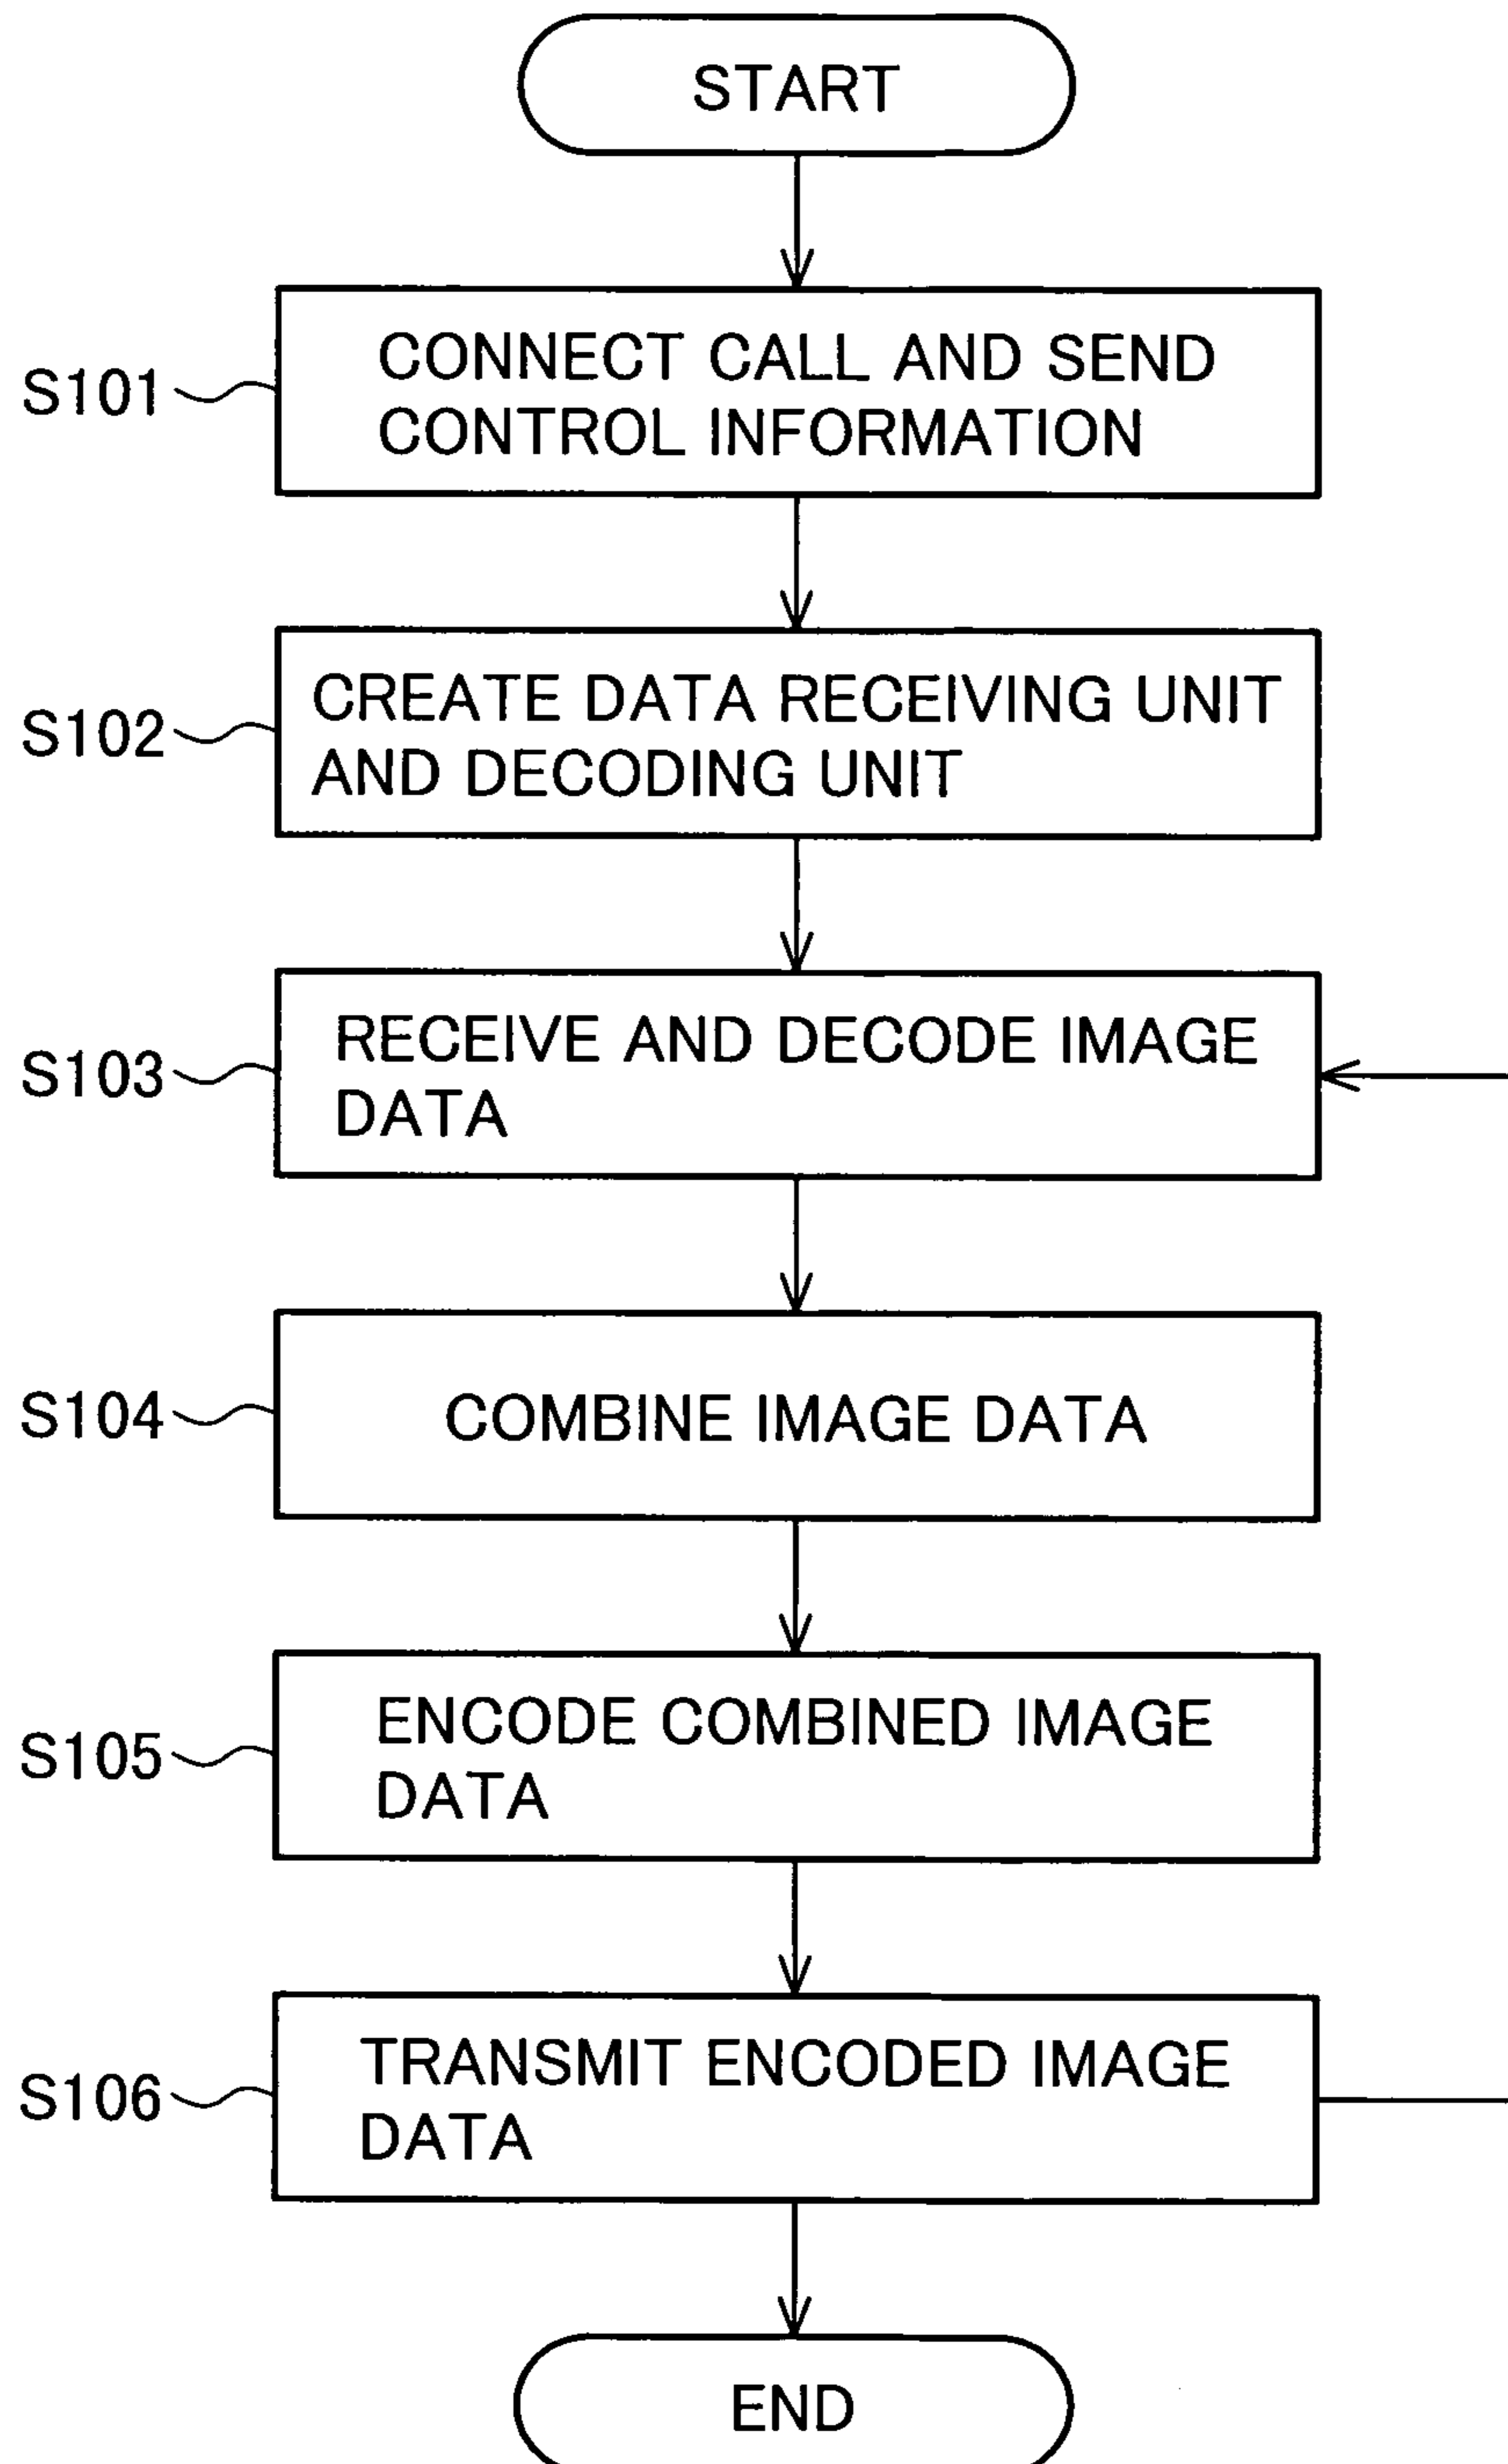 START
S101
CONNECT CALL AND SEND
CONTROL INFORMATION
S102
CREATE DATA RECEIVING UNIT
AND DECODING UNIT
S103
RECEIVE AND DECODE IMAGE
DATA
S104
COMBINE IMAGE DATA
S105
ENCODE COMBINED IMAGE
DATA
S106
TRANSMIT ENCODED IMAGE
DATA
END